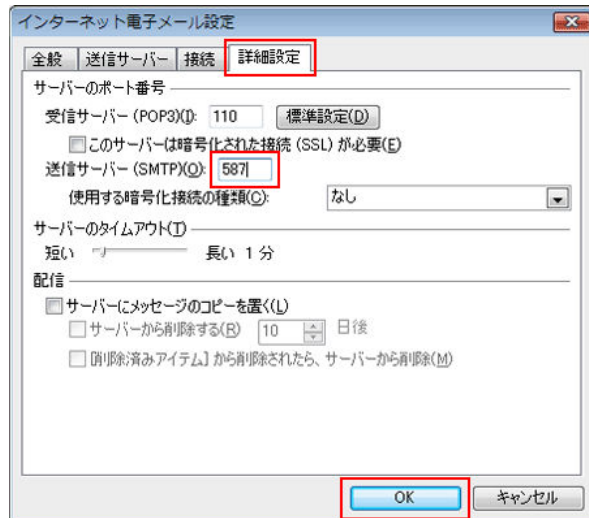 インターネット電子メール設定
全般 送信サーバー 接続 詳細設定
サーバーのポート番号
受信サーバー (POP3)(I): 110 標準設定(D)
このサーバーは暗号化された接続 (SSL) が必要(E)
送信サーバー (SMTP)(O): 587
使用する暗号化接続の種類(C): なし
サーバーのタイムアウト(T)
短い 長い 1 分
配信
サーバーにメッセージのコピーを置く(L)
サーバーから削除する(R) 10 日後
[削除済みアイテム] から削除されたら、サーバーから削除(M)
OK キャンセル